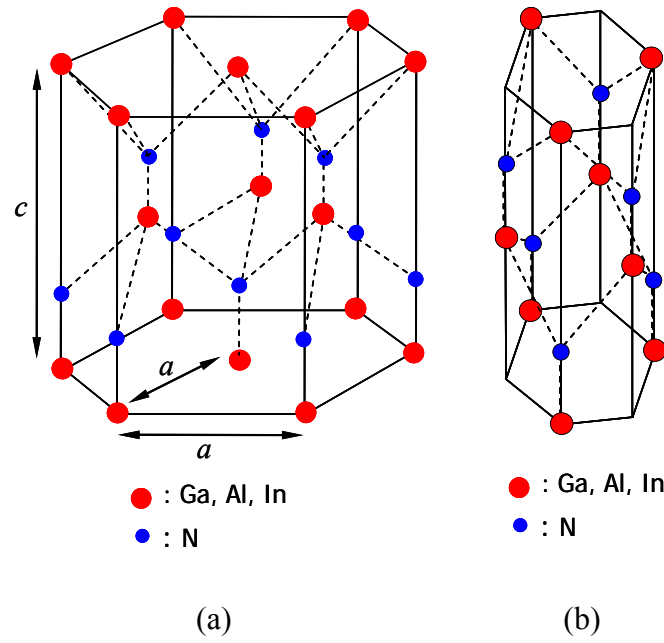 c
a
a
: Ga, Al, In
: N
: Ga, Al, In
: N
(a)
(b)